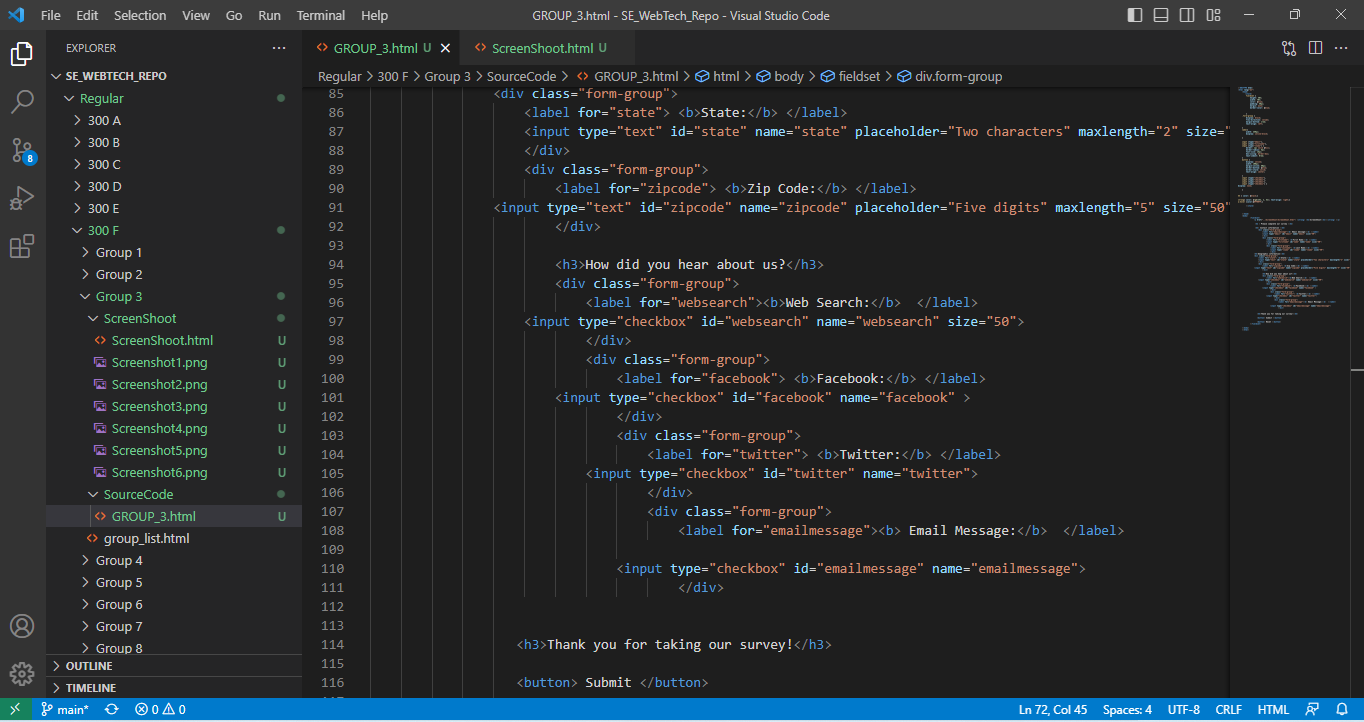 File Edit Selection View Go Run Terminal Help GROUP_3.html - SE_WebTech_Repo - Visual Studio Code
EXPLORER
SE_WEBTECH_REPO
Regular
300 A
300 B
300 C
300 D
300 E
300 F
Group 1
Group 2
Group 3
ScreenShoot
ScreenShoot.html U
Screenshot1.png U
Screenshot2.png U
Screenshot3.png U
Screenshot4.png U
Screenshot5.png U
Screenshot6.png U
SourceCode
GROUP_3.html U
group_list.html
Group 4
Group 5
Group 6
Group 7
Group 8
OUTLINE
TIMELINE
8
GROUP_3.html U ScreenShoot.html U
Regular > 300 F > Group 3 > SourceCode > GROUP_3.html > html > body > fieldset > div.form-group
85 <div class="form-group">
86 <label for="state"> <b>State:</b> </label>
87 <input type="text" id="state" name="state" placeholder="Two characters" maxlength="2" size="
88 </div>
89 <div class="form-group">
90 <label for="zipcode"> <b>Zip Code:</b> </label>
91 <input type="text" id="zipcode" name="zipcode" placeholder="Five digits" maxlength="5" size="50"
92 </div>
93
94 <h3>How did you hear about us?</h3>
95 <div class="form-group">
96 <label for="websearch"><b>Web Search:</b>  </label>
97 <input type="checkbox" id="websearch" name="websearch" size="50">
98 </div>
99 <div class="form-group">
100 <label for="facebook"> <b>Facebook:</b> </label>
101 <input type="checkbox" id="facebook" name="facebook" >
102 </div>
103 <div class="form-group">
104 <label for="twitter"> <b>Twitter:</b> </label>
105 <input type="checkbox" id="twitter" name="twitter">
106 </div>
107 <div class="form-group">
108 <label for="emailmessage"><b> Email Message:</b>  </label>
109
110 <input type="checkbox" id="emailmessage" name="emailmessage">
111 </div>
112
113
114 <h3>Thank you for taking our survey!</h3>
115
116 <button> Submit </button>
main* 0 0 Ln 72, Col 45 Spaces: 4 UTF-8 CRLF HTML